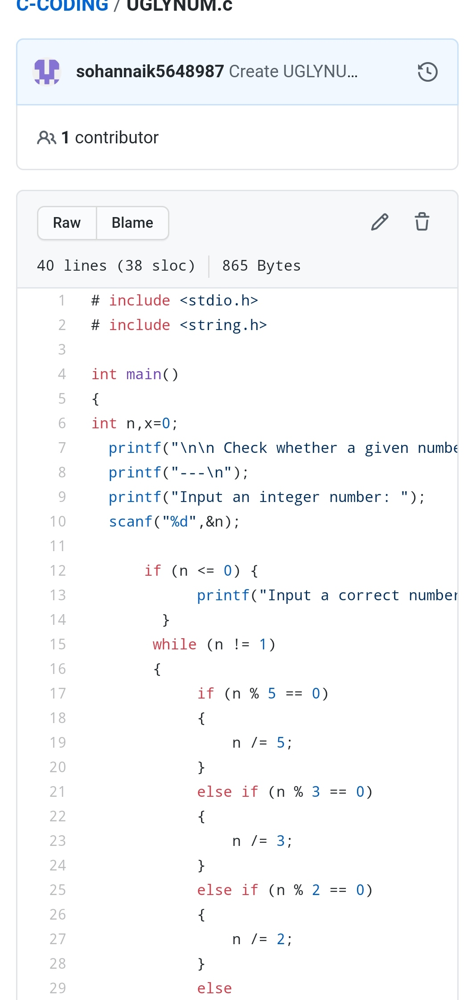 C-CODING / UGLYNUM.c
sohannaik5648987 Create UGLYNU...
1 contributor
Raw Blame
40 lines (38 sloc) 865 Bytes
1 # include <stdio.h>
2 # include <string.h>
3
4 int main()
5 {
6 int n,x=0;
7 printf("\n\n Check whether a given numbe
8 printf("---\n");
9 printf("Input an integer number: ");
10 scanf("%d",&n);
11
12 if (n <= 0) {
13 printf("Input a correct number
14 }
15 while (n != 1)
16 {
17 if (n % 5 == 0)
18 {
19 n /= 5;
20 }
21 else if (n % 3 == 0)
22 {
23 n /= 3;
24 }
25 else if (n % 2 == 0)
26 {
27 n /= 2;
28 }
29 else